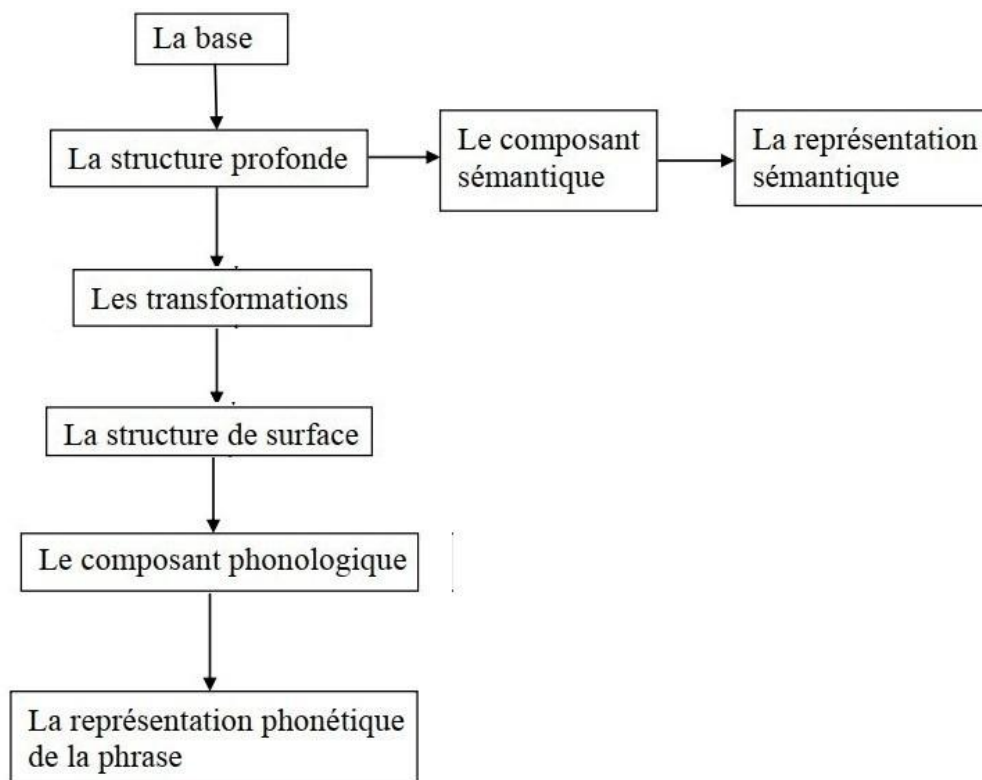 La base
La structure profonde
Le composant
sémantique
La représentation
sémantique
Les transformations
La structure de surface
Le composant phonologique
La représentation phonétique
de la phrase